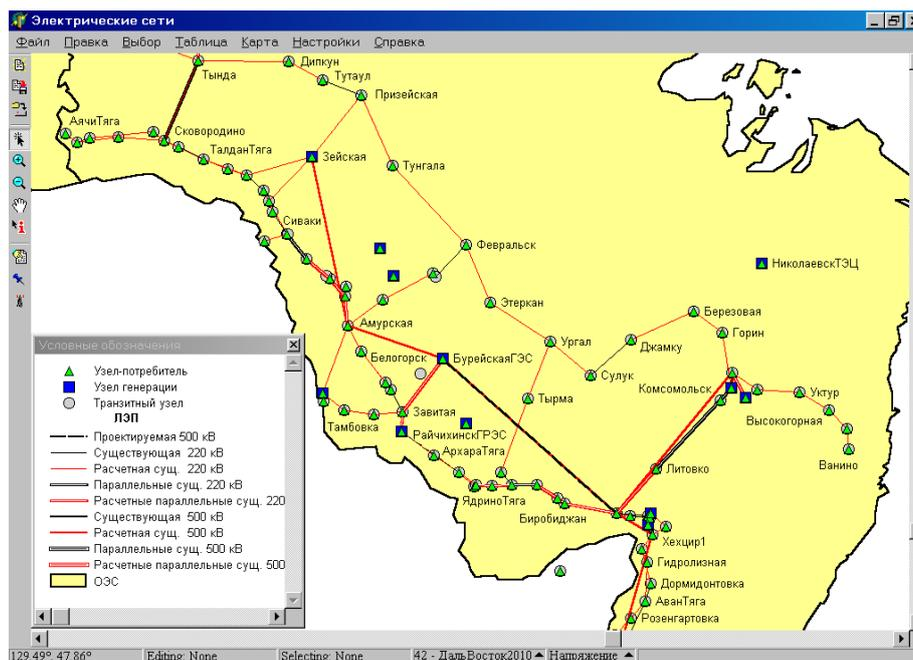 Электрические сети
Файл Правка Выбор Таблица Карта Настройки Справка
Тында
Дипкун
Тутаул
Призейская
АячиТяга
Сковородино
ТалданТяга
Зейская
Тунгала
Сиваки
Февральск
НиколаевскТЭЦ
Этеркан
Березовая
Амурская
Горин
Ургал
Джамку
Условные обозначения
Белогорск
БурейскаяГЭС
Сулук
Комсомольск
Уктур
Узел-потребитель
Узел генерации
Транзитный узел
ЛЭП
Тырма
Завитая
Тамбовка
Высокогорная
Проектируемая 500 кВ
РайчихинскГРЭС
Существующая 220 кВ
АрхараТяга
Ванино
Расчетная сущ. 220 кВ
Литовко
Параллельные сущ. 220 кВ
Расчетные параллельные сущ. 220
ЯдриноТяга
Существующая 500 кВ
Биробиджан
Расчетная сущ. 500 кВ
Хехцир1
Параллельные сущ. 500 кВ
Расчетные параллельные сущ. 500
Гидролизная
ОЭС
Дормидонтовка
АванТяга
Розенгартовка
129.49°, 47.86° Editing: None Selecting: None 42 - ДальВосток2010 Напряжение